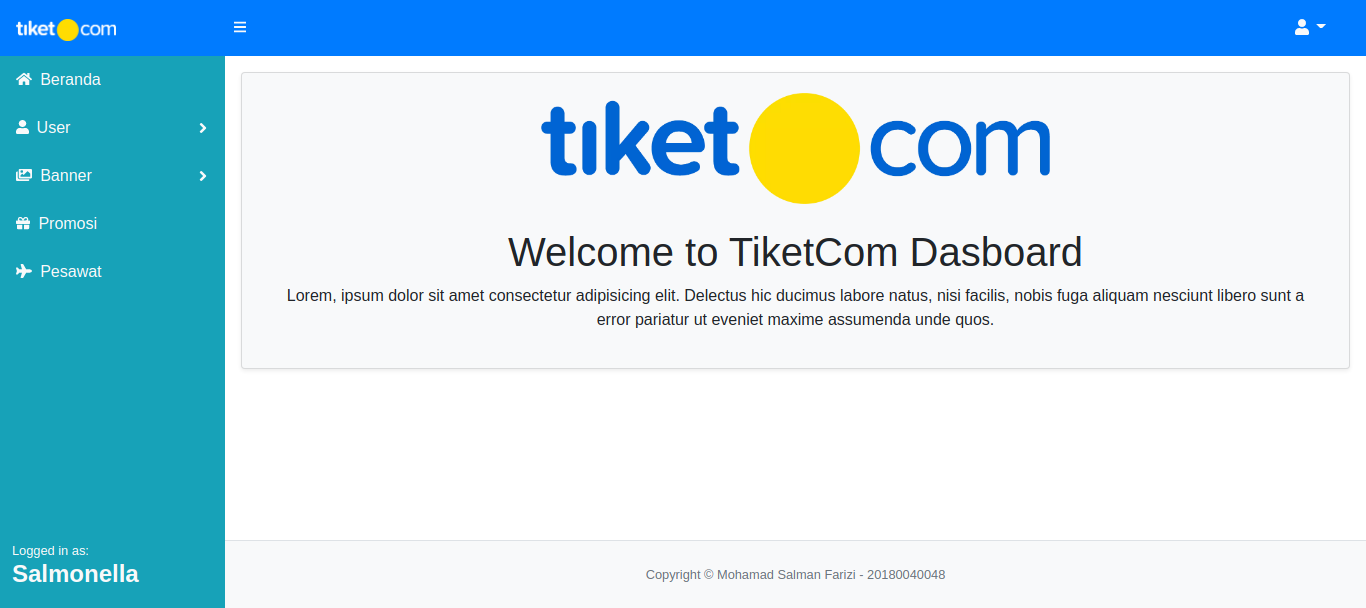 tiket com
Beranda
User
Banner
Promosi
Pesawat
Logged in as:
Salmonella
tiket com
Welcome to TiketCom Dasboard
Lorem, ipsum dolor sit amet consectetur adipisicing elit. Delectus hic ducimus labore natus, nisi facilis, nobis fuga aliquam nesciunt libero sunt a
error pariatur ut eveniet maxime assumenda unde quos.
Copyright © Mohamad Salman Farizi - 20180040048